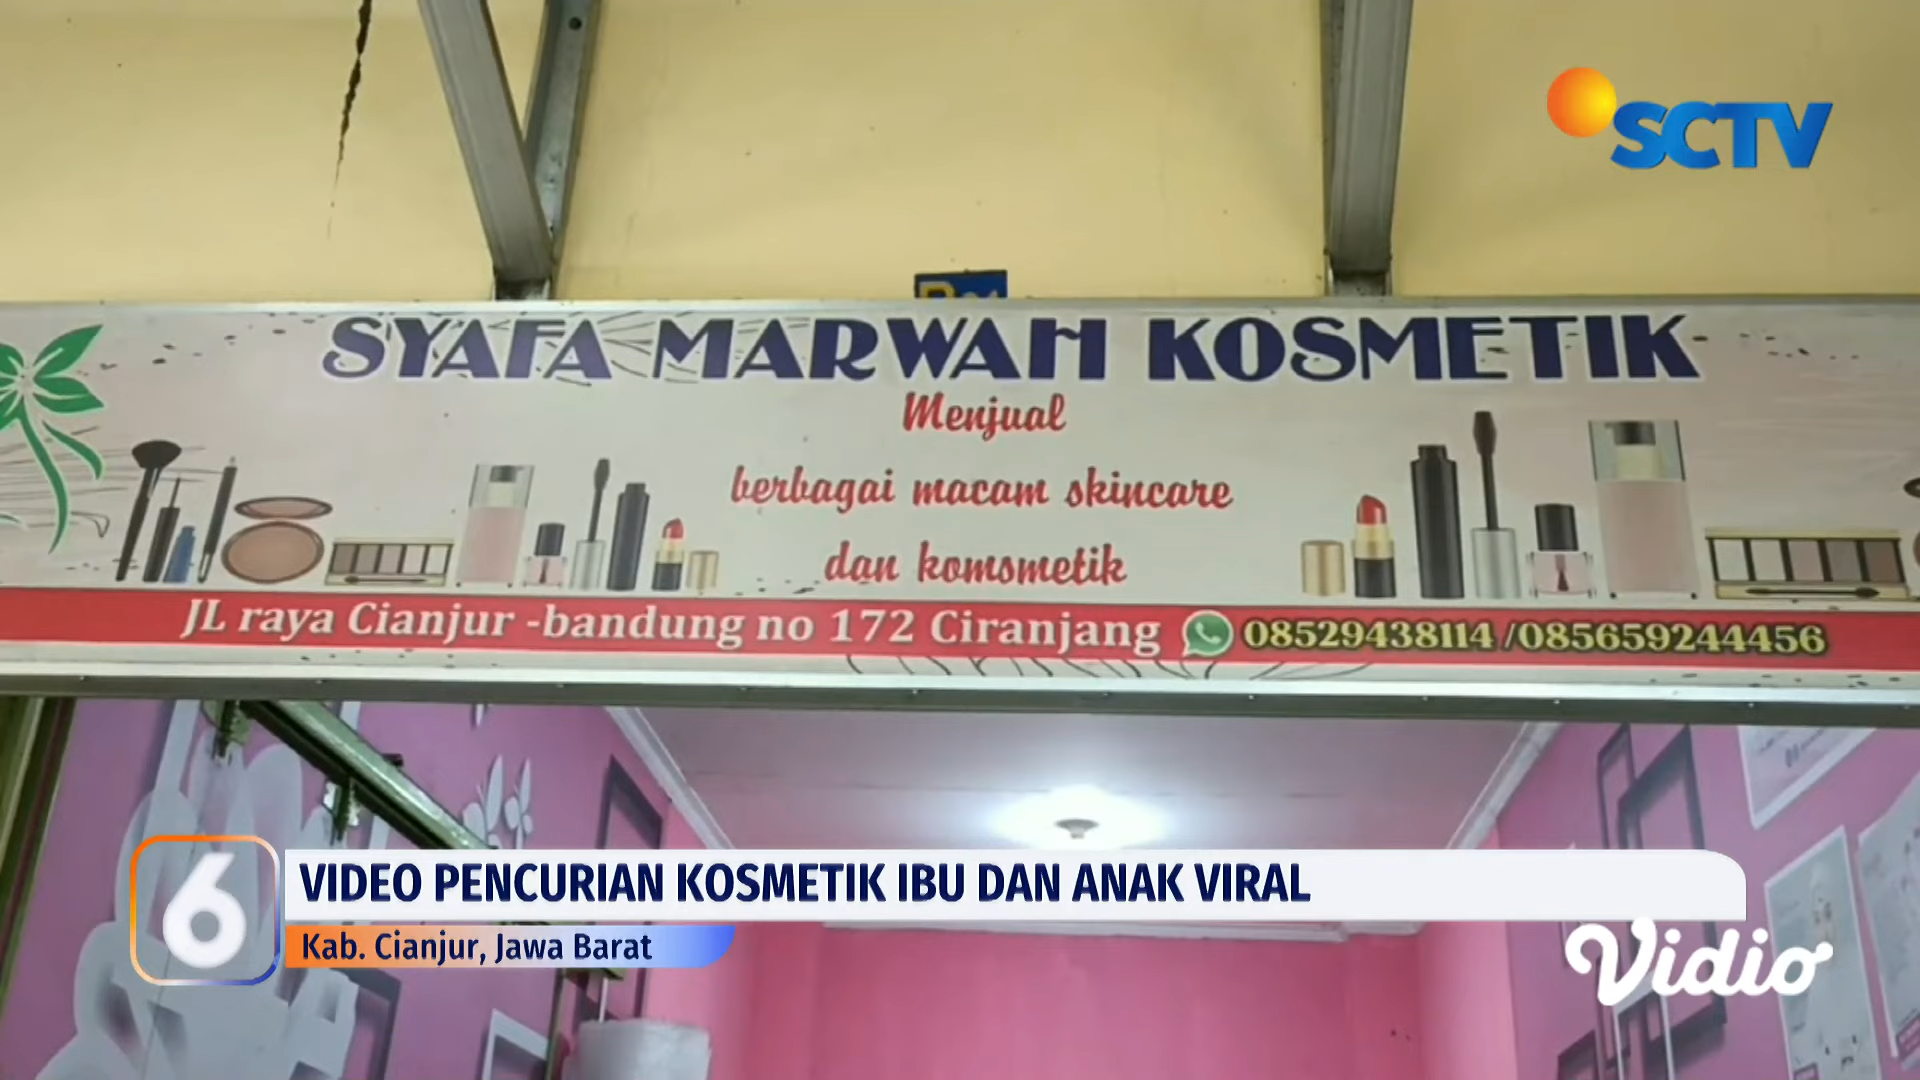 SCTV
SYAFA MARWAH KOSMETIK
Menjual
berbagai macam skincare
dan komsmetik
JL raya Cianjur -bandung no 172 Ciranjang 08529438114 /085659244456
6
VIDEO PENCURIAN KOSMETIK IBU DAN ANAK VIRAL
Kab. Cianjur, Jawa Barat
Vidio